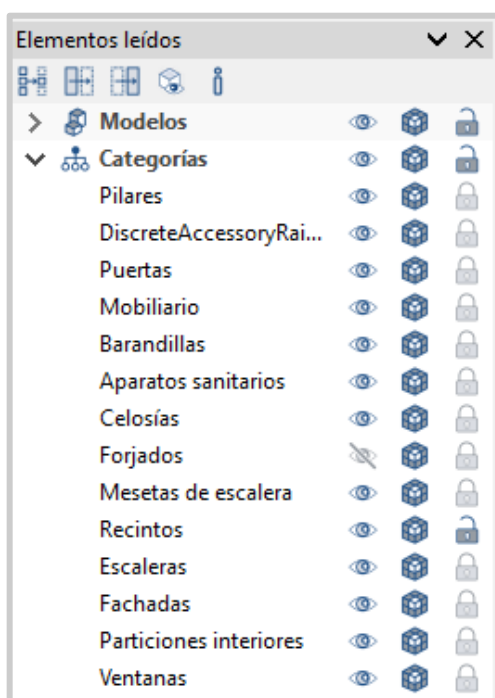 Elementos leídos
Modelos
Categorías
Pilares
DiscreteAccessoryRai...
Puertas
Mobiliario
Barandillas
Aparatos sanitarios
Celosías
Forjados
Mesetas de escalera
Recintos
Escaleras
Fachadas
Particiones interiores
Ventanas